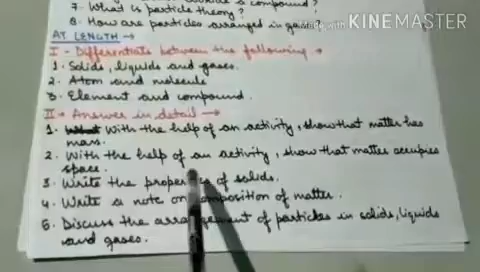 Made with KINEMASTER
7. What is particle theory?
8. How are particles arranged in
AT LENGTH →
I - Differentiate between the following →
1. Solids, liquids and gases.
2. Atom and molecule
3. Element and compound.
II - Answer in detail →
1. With the help of an activity, show that matter has
mass.
2. With the help of an activity, show that matter occupies
space.
3. Write the of solids.
4. Write a note on composition of matter.
5. Discuss the arrangement of particles in solids, liquids
and gases.